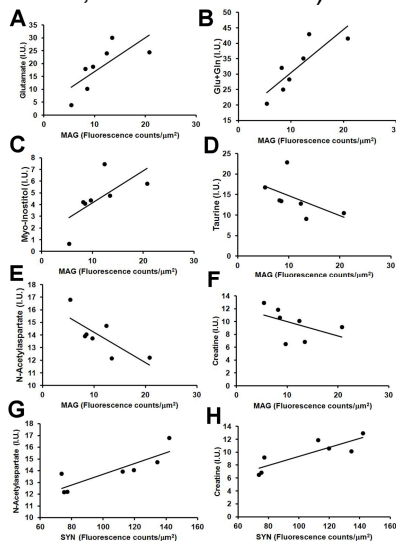 A
Glutamate (I.U.)
35
30
25
20
15
10
5
0
0 10 20 30
MAG (Fluorescence counts/µm²)
B
Glu+Gln (I.U.)
50
45
40
35
30
25
20
15
0 10 20 30
MAG (Fluorescence counts/µm²)
C
Myo-Inositol (I.U.)
8
7
6
5
4
3
2
1
0
0 10 20 30
MAG (Fluorescence counts/µm²)
D
Taurine (I.U.)
25
20
15
10
5
0
0 10 20 30
MAG (Fluorescence counts/µm²)
E
N-Acetylaspartate (I.U.)
18
17
16
15
14
13
12
11
10
0 10 20 30
MAG (Fluorescence counts/µm²)
F
Creatine (I.U.)
14
12
10
8
6
4
2
0
0 10 20 30
MAG (Fluorescence counts/µm²)
G
N-Acetylaspartate (I.U.)
18
17
16
15
14
13
12
11
10
60 80 100 120 140 160
SYN (Fluorescence counts/µm²)
H
Creatine (I.U.)
14
12
10
8
6
4
2
0
60 80 100 120 140 160
SYN (Fluorescence counts/µm²)